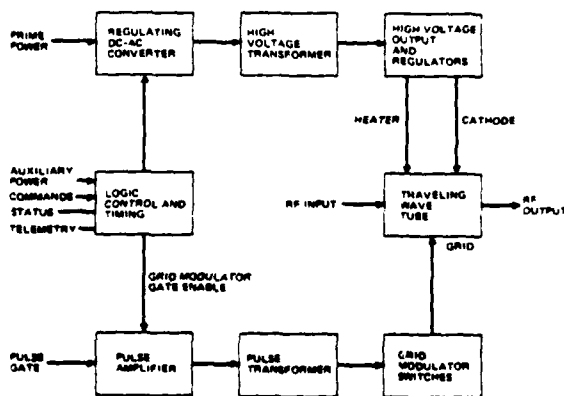 PRIME
POWER
REGULATING
DC-AC
CONVERTER
HIGH
VOLTAGE
TRANSFORMER
HIGH VOLTAGE
OUTPUT
AND
REGULATORS
HEATER
CATHODE
AUXILIARY
POWER
COMMANDS
STATUS
TELEMETRY
LOGIC
CONTROL AND
TIMING
RF INPUT
TRAVELING
WAVE
TUBE
RF
OUTPUT
GRID
GRID MODULATOR
GATE ENABLE
PULSE
GATE
PULSE
AMPLIFIER
PULSE
TRANSFORMER
GRID
MODULATOR
SWITCHES